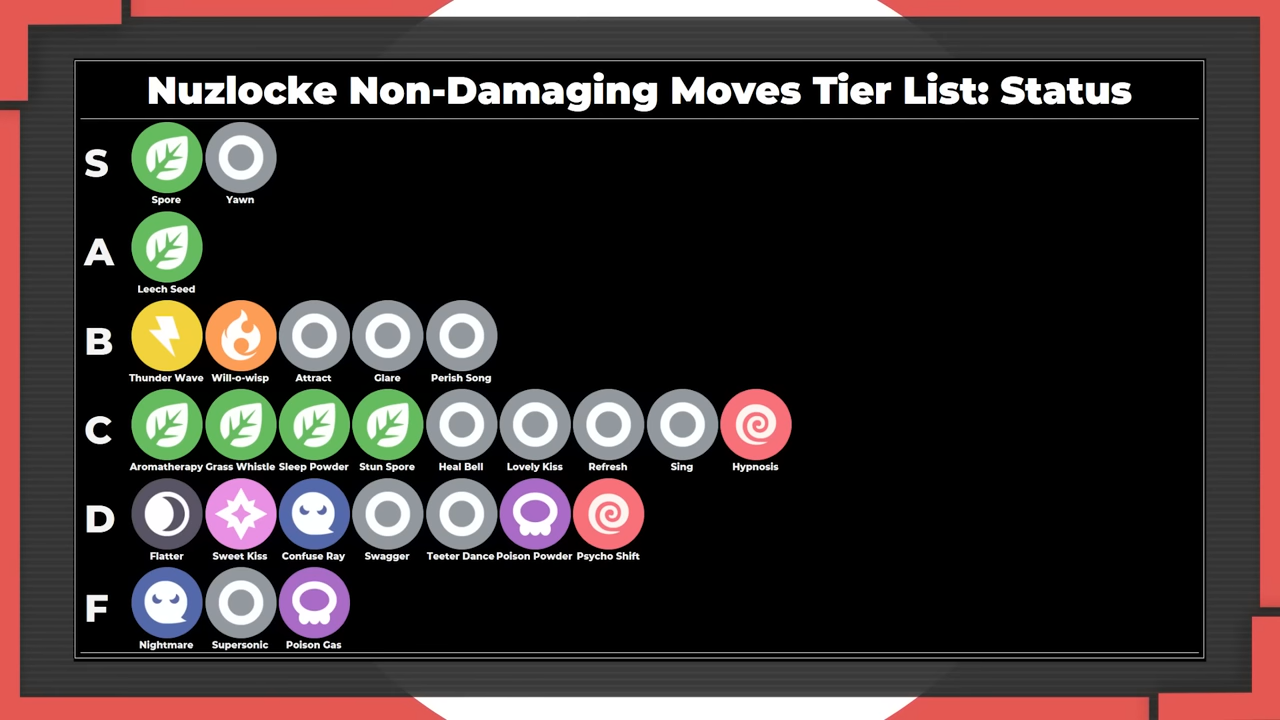 Nuzlocke Non-Damaging Moves Tier List: Status
S
Spore Yawn
A
Leech Seed
B
Thunder Wave Will-o-wisp Attract Glare Perish Song
C
Aromatherapy Grass Whistle Sleep Powder Stun Spore Heal Bell Lovely Kiss Refresh Sing Hypnosis
D
Flatter Sweet Kiss Confuse Ray Swagger Teeter Dance Poison Powder Psycho Shift
F
Nightmare Supersonic Poison Gas